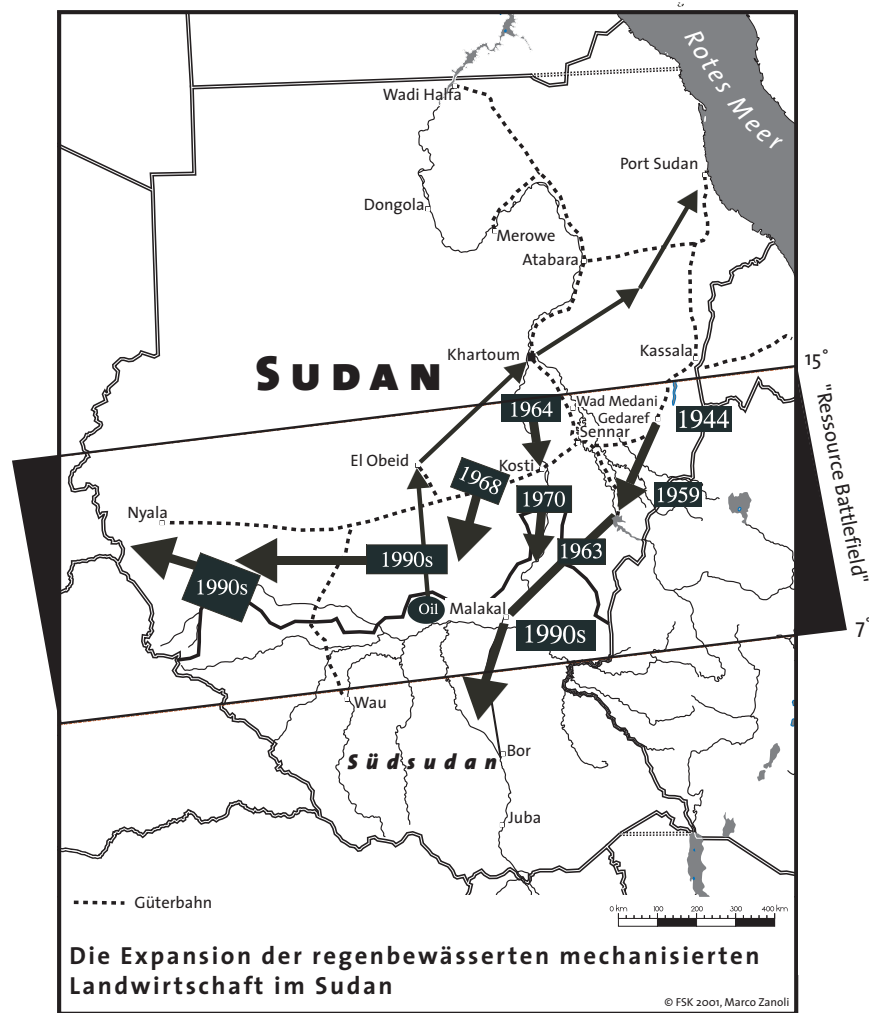 Rotes Meer
Wadi Halfa
Port Sudan
Dongola
Merowe
Atabara
Khartoum
Kassala
15°
SUDAN
1964
Wad Medani
Gedaref
1944
Sennar
"Ressource Battlefield"
El Obeid
Kosti
1968
1970
1959
Nyala
1990s
1963
1990s
Oil
Malakal
1990s
7°
Wau
Südsudan
Bor
Juba
Güterbahn
0 km 100 200 300 400 km
Die Expansion der regenbewässerten mechanisierten
Landwirtschaft im Sudan
© FSK 2001, Marco Zanoli